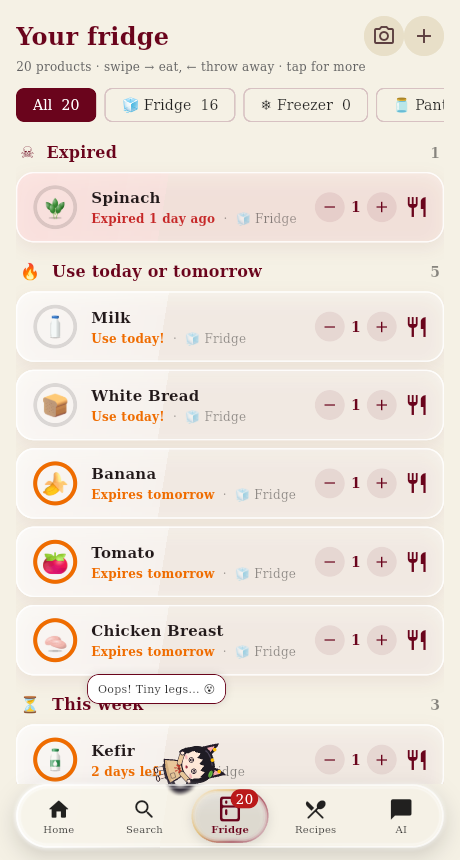 Your fridge
20 products · swipe → eat, ← throw away · tap for more
All 20
Fridge 16
Freezer 0
Pant
Expired
1
Spinach
1
Expired 1 day ago · Fridge
Use today or tomorrow
5
Milk
1
Use today! · Fridge
White Bread
1
Use today! · Fridge
Banana
1
Expires tomorrow · Fridge
Tomato
1
Expires tomorrow · Fridge
Chicken Breast
1
Expires tomorrow · Fridge
Oops! Tiny legs...
This week
3
Kefir
1
2 days
20
Home
Search
Fridge
Recipes
AI